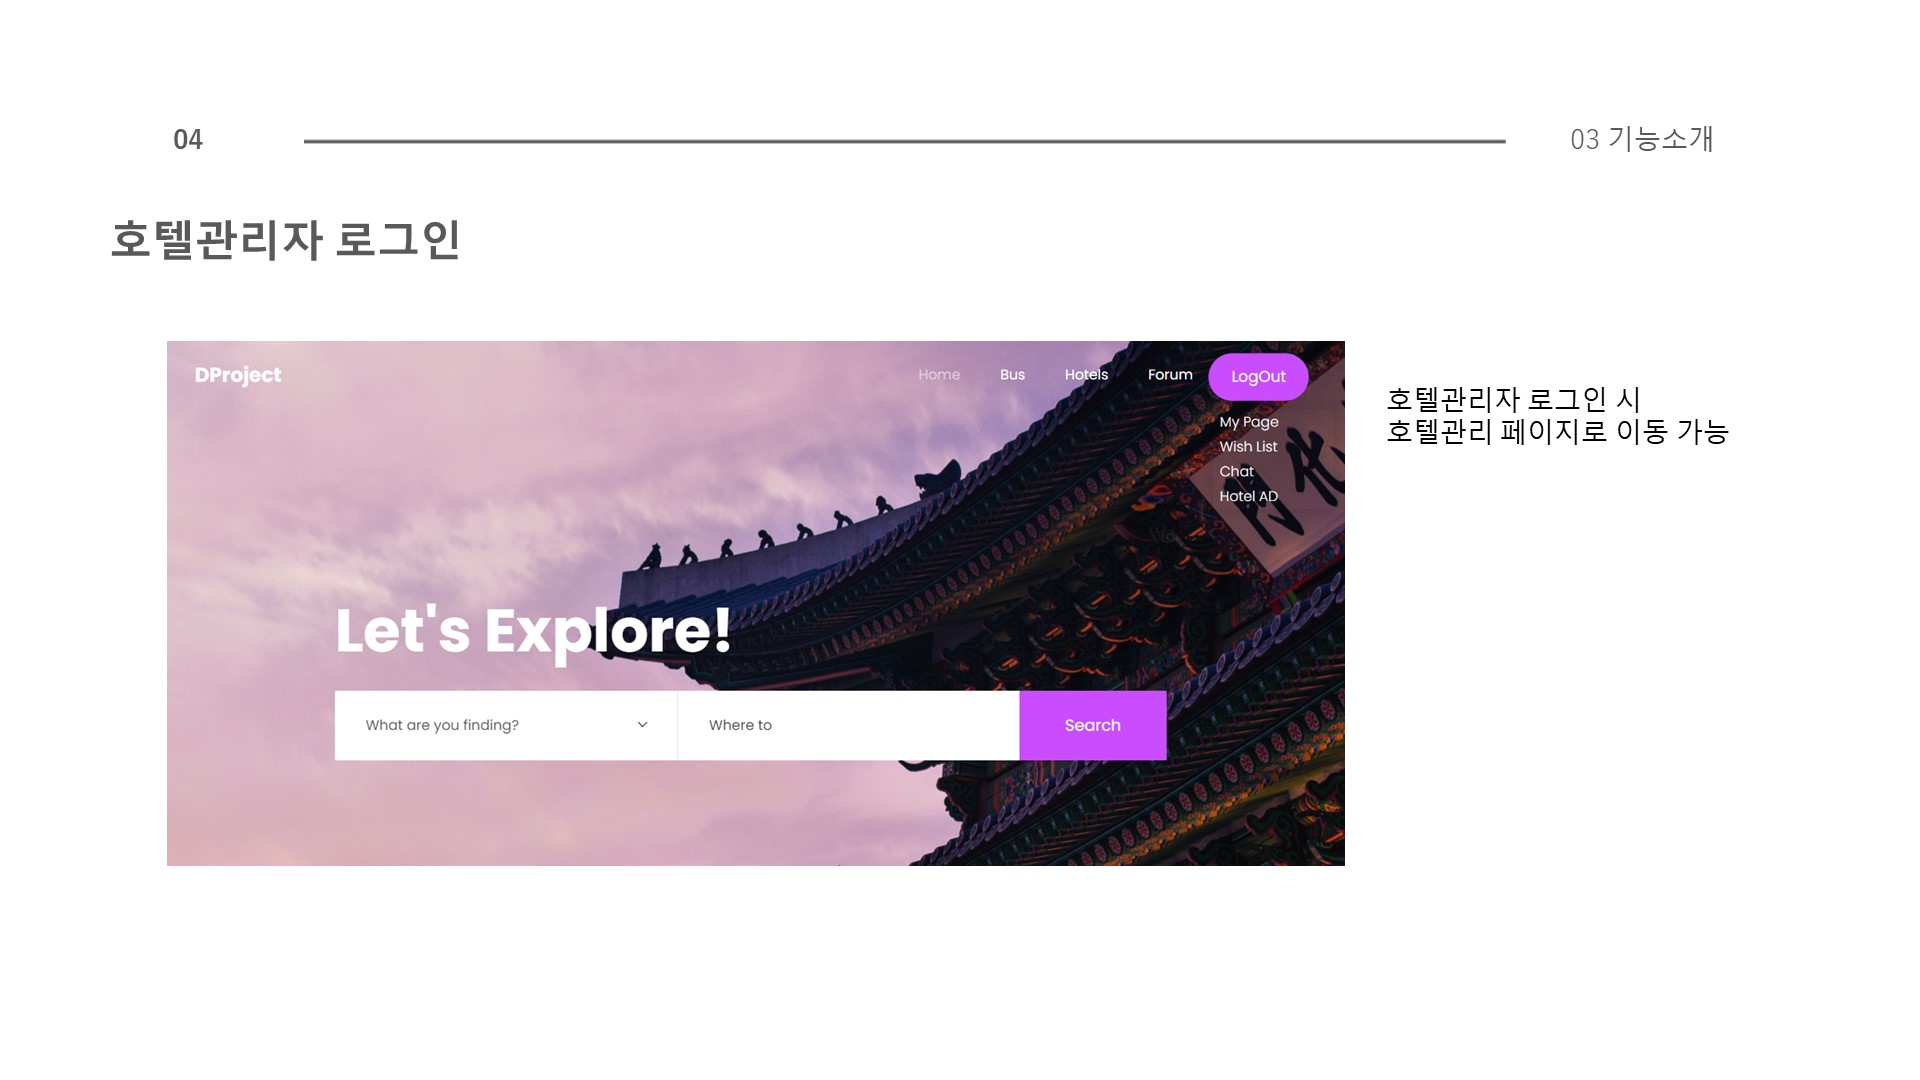 04
03 기능소개
호텔관리자 로그인
DProject
Home
Bus
Hotels
Forum
LogOut
My Page
Wish List
Chat
Hotel AD
호텔관리자 로그인 시
호텔관리 페이지로 이동 가능
Let's Explore!
What are you finding?
Where to
Search